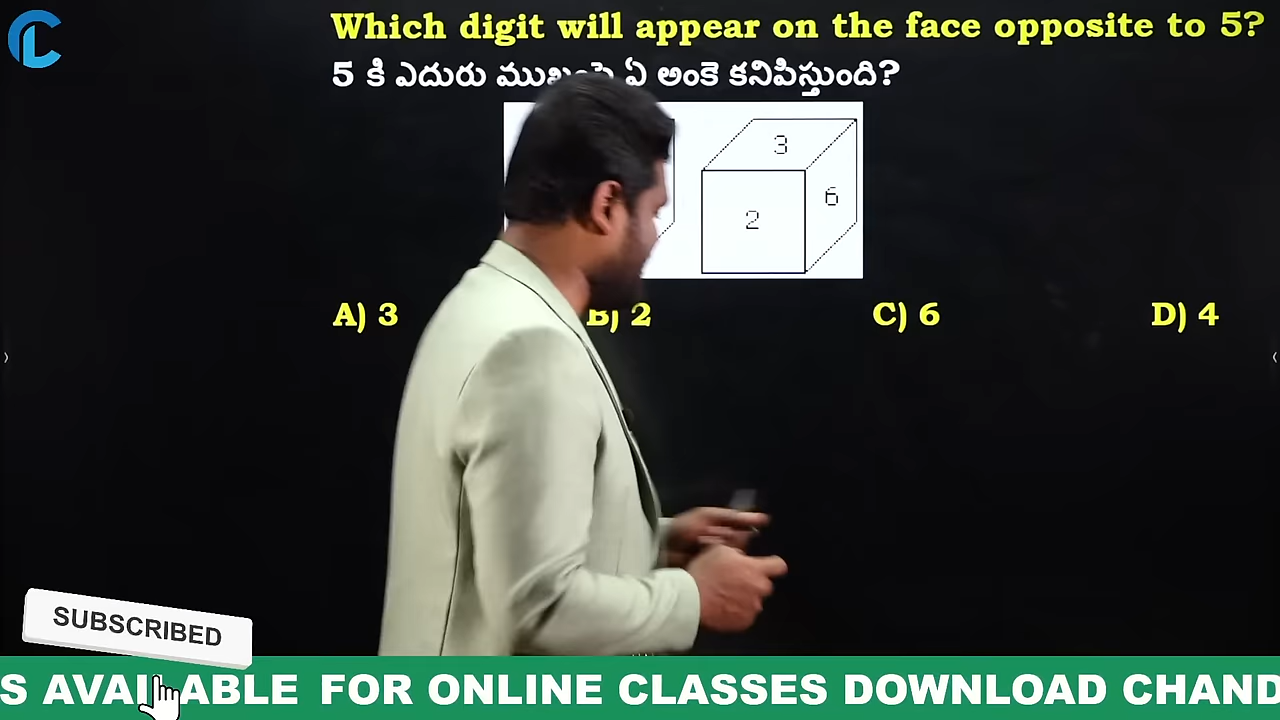 Which digit will appear on the face opposite to 5?
5 కి ఎదురు ఏ అంకె కనిపిస్తుంది?
3
6
2
A) 3 B) 2 C) 6 D) 4
SUBSCRIBED
S AVAILABLE FOR ONLINE CLASSES DOWNLOAD CHAND